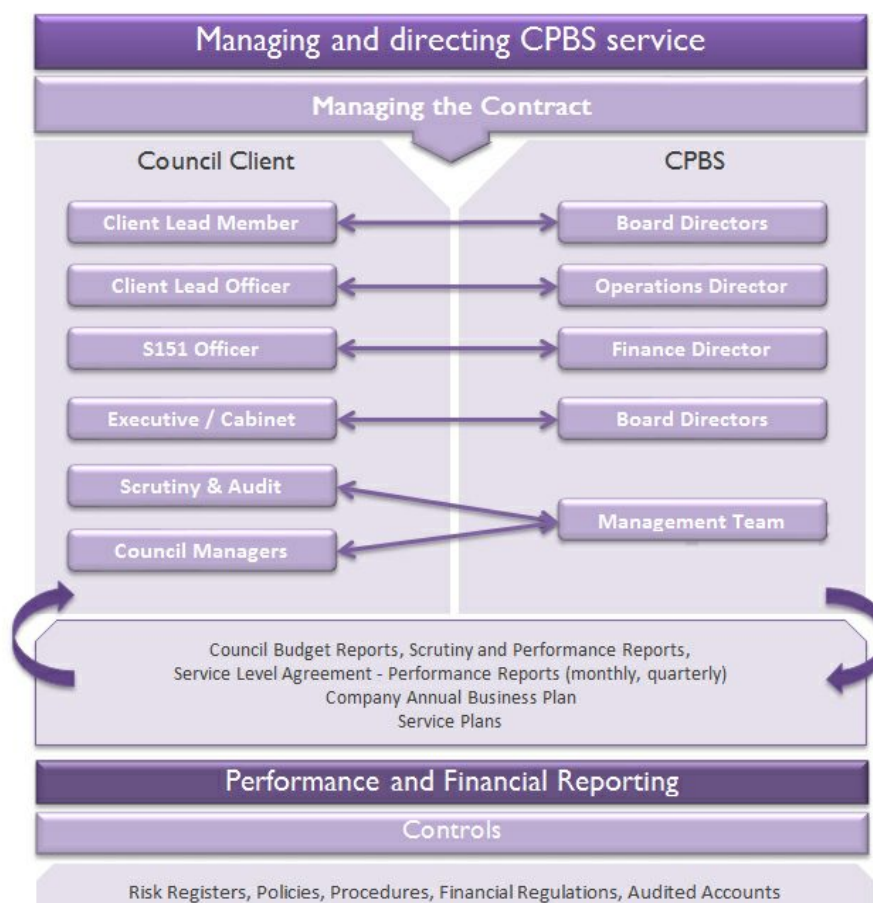 Managing and directing CPBS service
Managing the Contract
Council Client
CPBS
Client Lead Member
Board Directors
Client Lead Officer
Operations Director
S151 Officer
Finance Director
Executive / Cabinet
Board Directors
Scrutiny & Audit
Management Team
Council Managers
Council Budget Reports, Scrutiny and Performance Reports,
Service Level Agreement - Performance Reports (monthly, quarterly)
Company Annual Business Plan
Service Plans
Performance and Financial Reporting
Controls
Risk Registers, Policies, Procedures, Financial Regulations, Audited Accounts